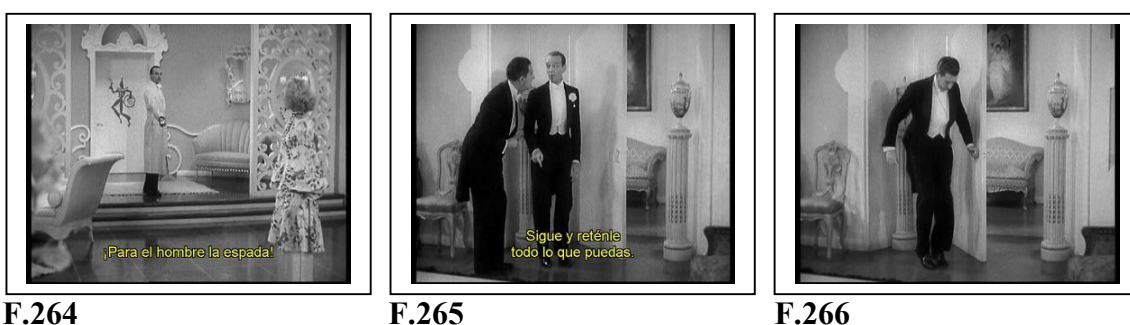 ¡Para el hombre la espada!
Sigue y reténle
todo lo que puedas.
F.264
F.265
F.266